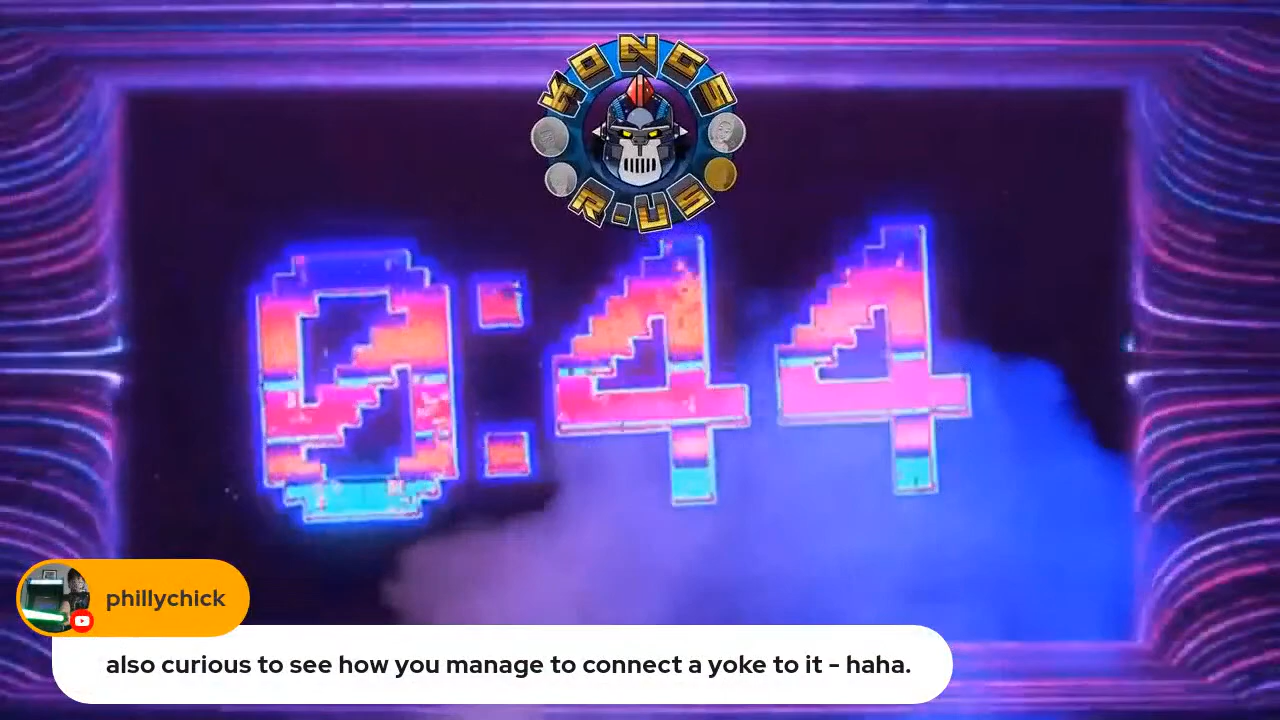 KONGS
R-US
0:44
phillychick
also curious to see how you manage to connect a yoke to it - haha.